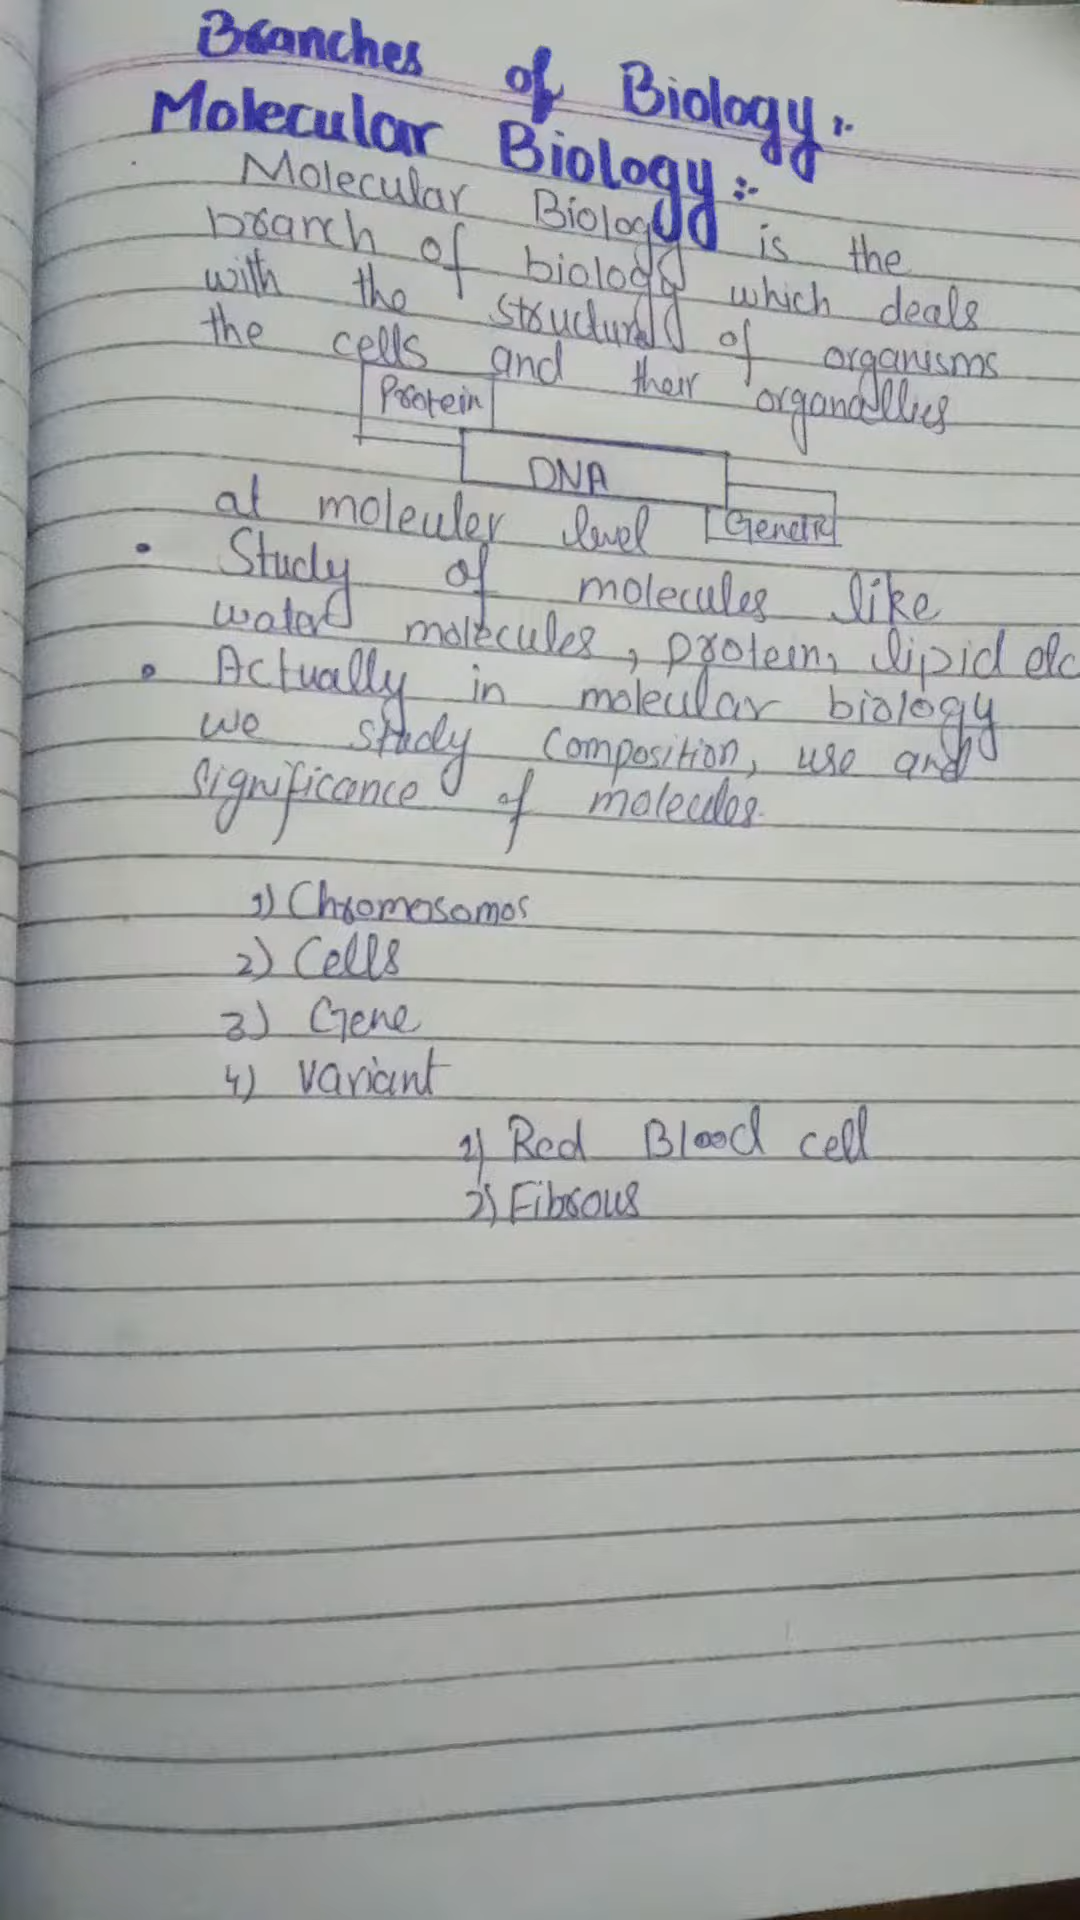 Branches of Biology:-
Molecular Biology:-
Molecular Biology is the
branch of biology which deals
with the structure of organisms
the cells and their organallies
Protein
DNA
at moleuler level Genetic
• Study of molecules like
water molecules, protein, lipid etc
• Actually in molecular biology
we study composition, use and
significance of molecules.
1) Chromosomes
2) Cells
3) Gene
4) Variant
1) Red Blood cell
2) Fibrous